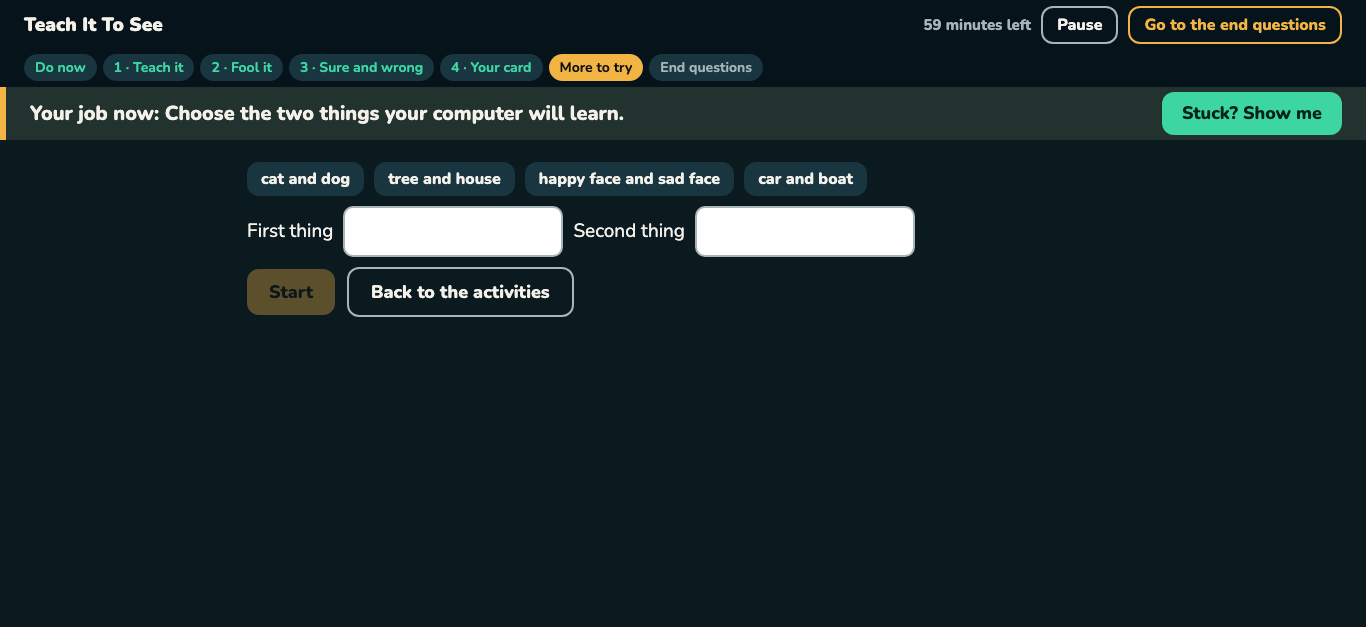 Teach It To See
59 minutes left
Pause
Go to the end questions
Do now
1 · Teach it
2 · Fool it
3 · Sure and wrong
4 · Your card
More to try
End questions
Your job now: Choose the two things your computer will learn.
Stuck? Show me
cat and dog
tree and house
happy face and sad face
car and boat
First thing
Second thing
Start
Back to the activities